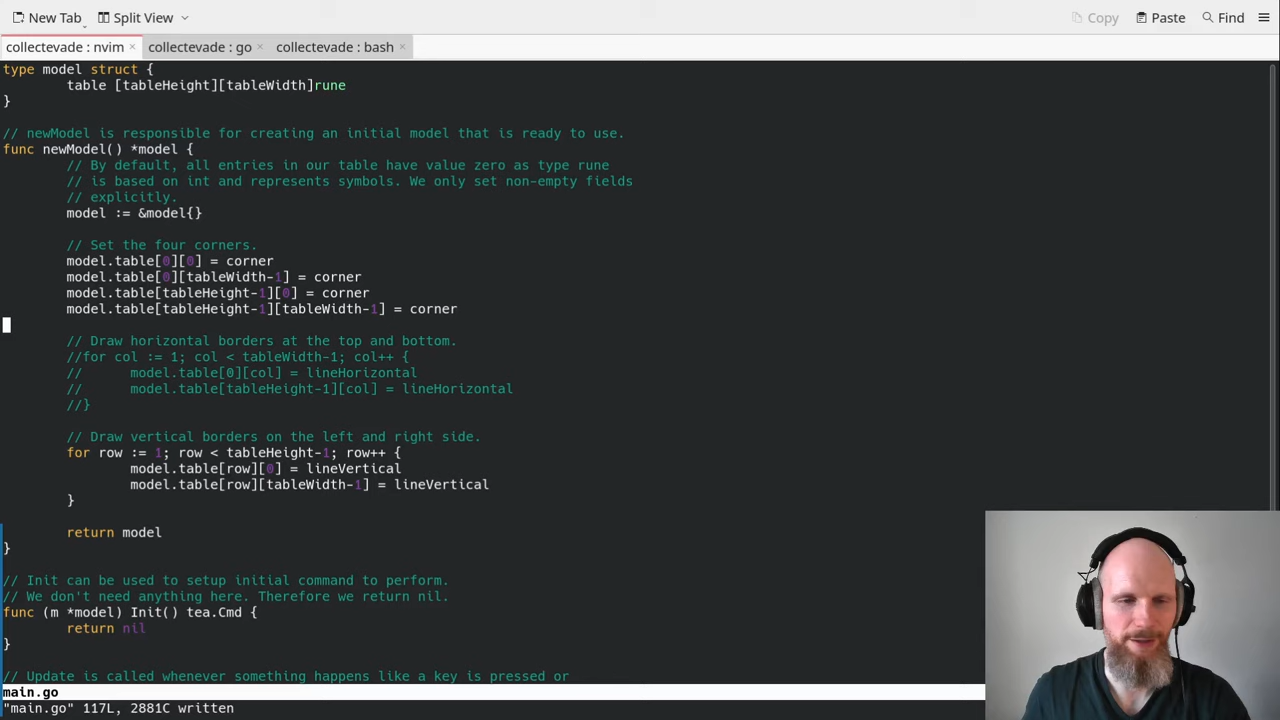 New Tab Split View Copy Paste Find
collectevade : nvim collectevade : go collectevade : bash
type model struct {
table [tableHeight][tableWidth]rune
}
// newModel is responsible for creating an initial model that is ready to use.
func newModel() *model {
// By default, all entries in our table have value zero as type rune
// is based on int and represents symbols. We only set non-empty fields
// explicitly.
model := &model{}
// Set the four corners.
model.table[0][0] = corner
model.table[0][tableWidth-1] = corner
model.table[tableHeight-1][0] = corner
model.table[tableHeight-1][tableWidth-1] = corner
// Draw horizontal borders at the top and bottom.
//for col := 1; col < tableWidth-1; col++ {
//      model.table[0][col] = lineHorizontal
//      model.table[tableHeight-1][col] = lineHorizontal
//}
// Draw vertical borders on the left and right side.
for row := 1; row < tableHeight-1; row++ {
model.table[row][0] = lineVertical
model.table[row][tableWidth-1] = lineVertical
}
return model
}
// Init can be used to setup initial command to perform.
// We don't need anything here. Therefore we return nil.
func (m *model) Init() tea.Cmd {
return nil
}
// Update is called whenever something happens like a key is pressed or
main.go
"main.go" 117L, 2881C written